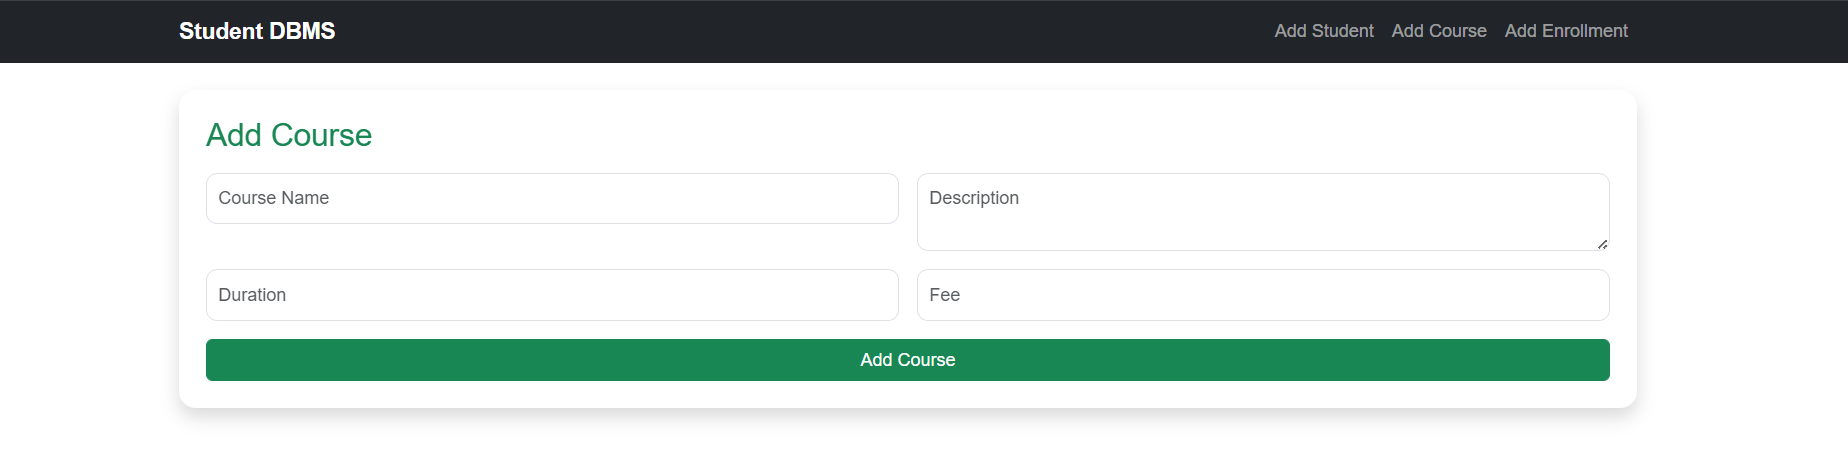 Student DBMS
Add Student Add Course Add Enrollment
Add Course
Course Name
Description
Duration
Fee
Add Course